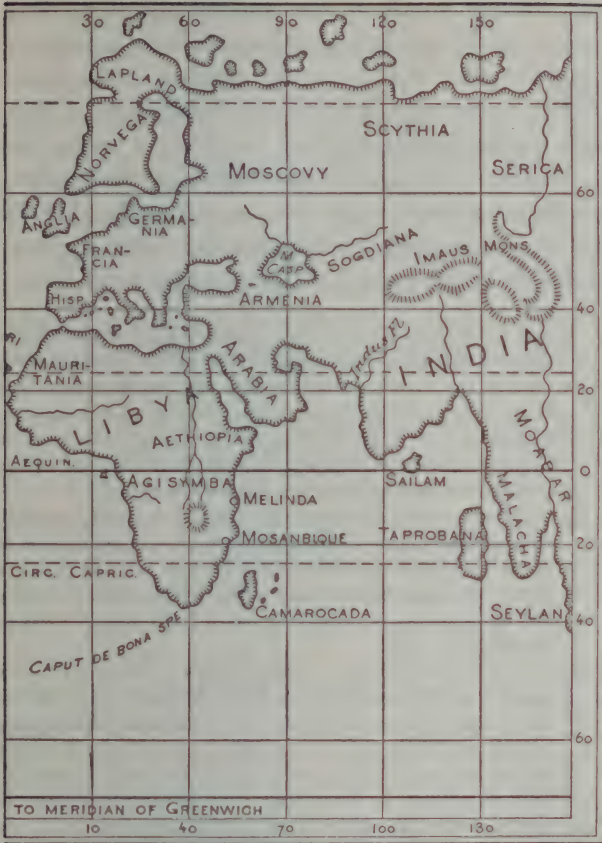 30 60 90 120 150
LAPLAND
NORVEGA
SCYTHIA
MOSCOVY
SERICA
60
ANGLIA
GERMA-
NIA
FRAN-
CIA
M
CASP.
SOGDIANA
IMAUS
MONS
HISP.
ARMENIA
40
RI
MAURI-
TANIA
ARABIA
Indus Fl.
INDIA
20
LIBYA
AETHIOPIA
MOABAR
AEQUIN.
AGISYMBA
SAILAM
0
MELINDA
MALACHA
MOSANBIQUE
TAPROBANA
20
CIRC. CAPRIC.
CAMAROCADA
SEYLAN
40
CAPUT DE BONA SPE
60
TO MERIDIAN OF GREENWICH
10 40 70 100 130